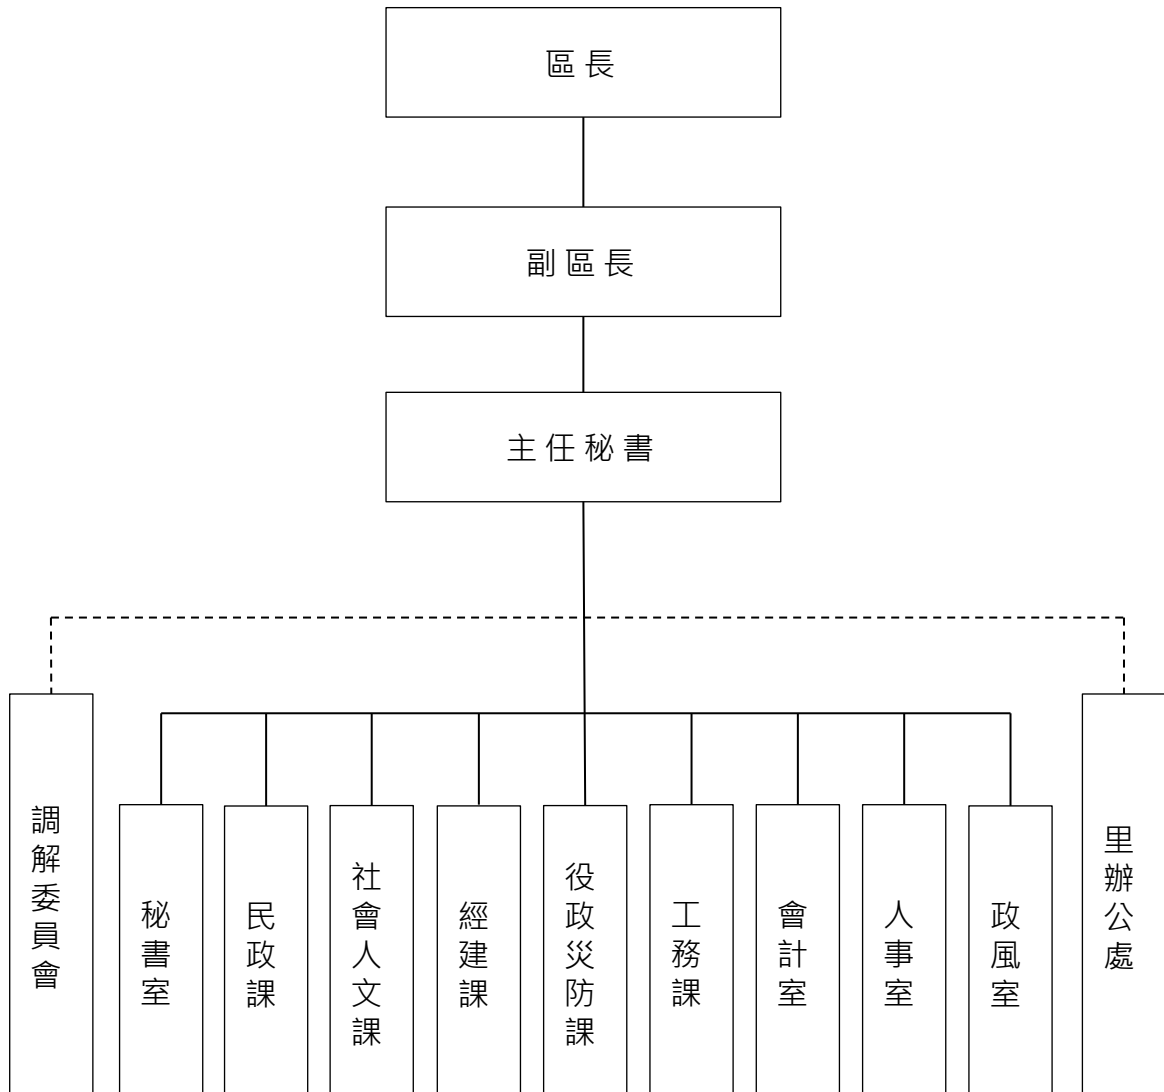 區長
副區長
主任秘書
調解委員會
秘書室
民政課
社會人文課
經建課
役政災防課
工務課
會計室
人事室
政風室
里辦公處